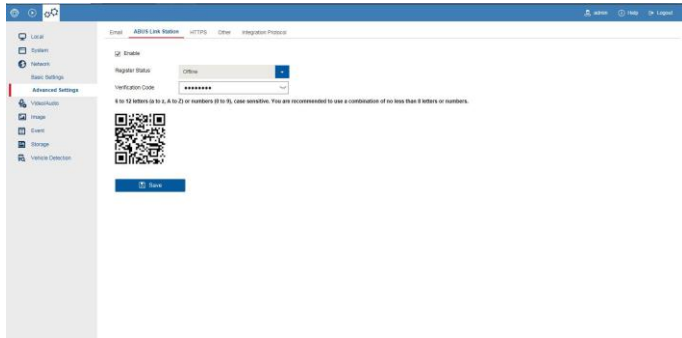 admin Help Logout
Local
System
Network
Basic Settings
Advanced Settings
Video/Audio
Image
Event
Storage
Vehicle Detection
Email ABUS Link Station HTTPS Other Integration Protocol
Enable
Register Status Offline
Verification Code ●●●●●●●●
6 to 12 letters (a to z, A to Z) or numbers (0 to 9), case sensitive. You are recommended to use a combination of no less than 8 letters or numbers.
Save